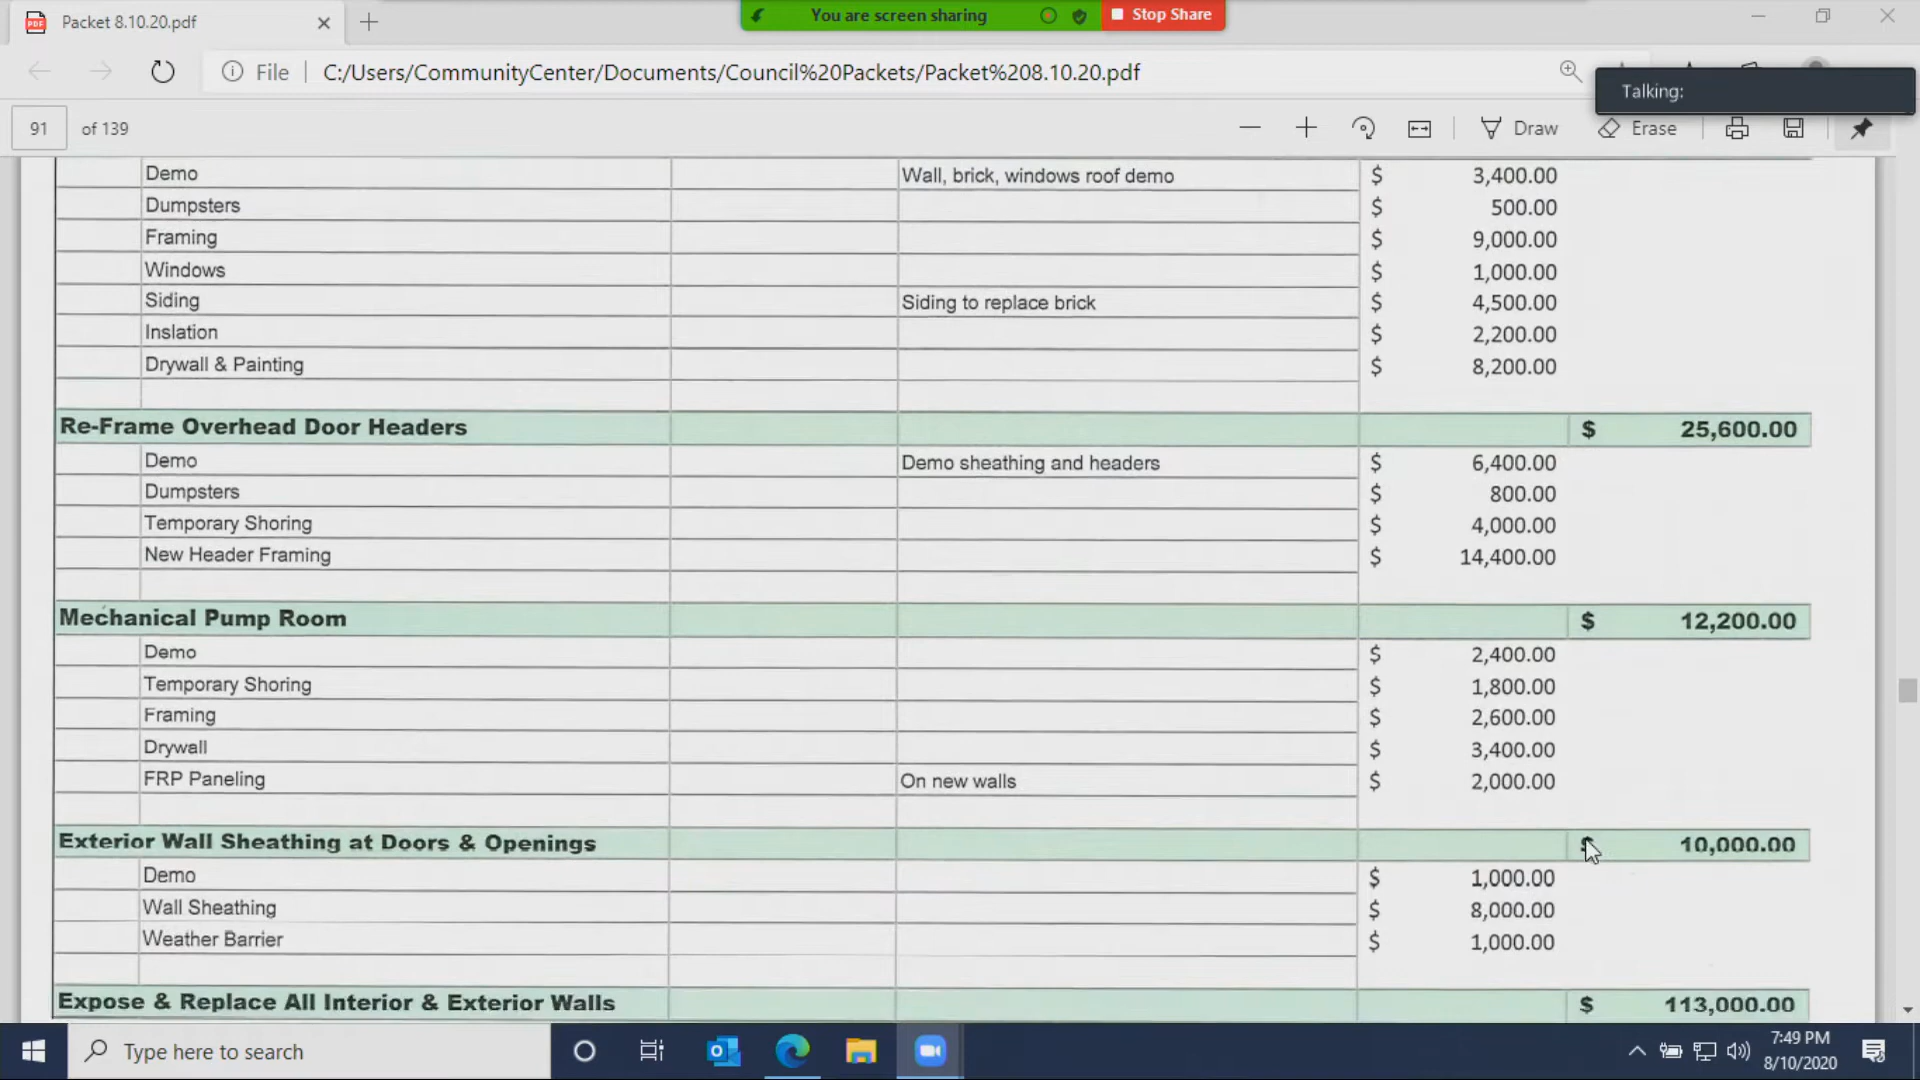 Packet 8.10.20.pdf
You are screen sharing
Stop Share
File
C:/Users/CommunityCenter/Documents/Council%20Packets/Packet%208.10.20.pdf
Talking:
91 of 139
Draw
Erase
Demo Wall, brick, windows roof demo $ 3,400.00
Dumpsters $ 500.00
Framing $ 9,000.00
Windows $ 1,000.00
Siding Siding to replace brick $ 4,500.00
Inslation $ 2,200.00
Drywall & Painting $ 8,200.00
Re-Frame Overhead Door Headers $ 25,600.00
Demo Demo sheathing and headers $ 6,400.00
Dumpsters $ 800.00
Temporary Shoring $ 4,000.00
New Header Framing $ 14,400.00
Mechanical Pump Room $ 12,200.00
Demo $ 2,400.00
Temporary Shoring $ 1,800.00
Framing $ 2,600.00
Drywall $ 3,400.00
FRP Paneling On new walls $ 2,000.00
Exterior Wall Sheathing at Doors & Openings $ 10,000.00
Demo $ 1,000.00
Wall Sheathing $ 8,000.00
Weather Barrier $ 1,000.00
Expose & Replace All Interior & Exterior Walls $ 113,000.00
Type here to search
7:49 PM
8/10/2020